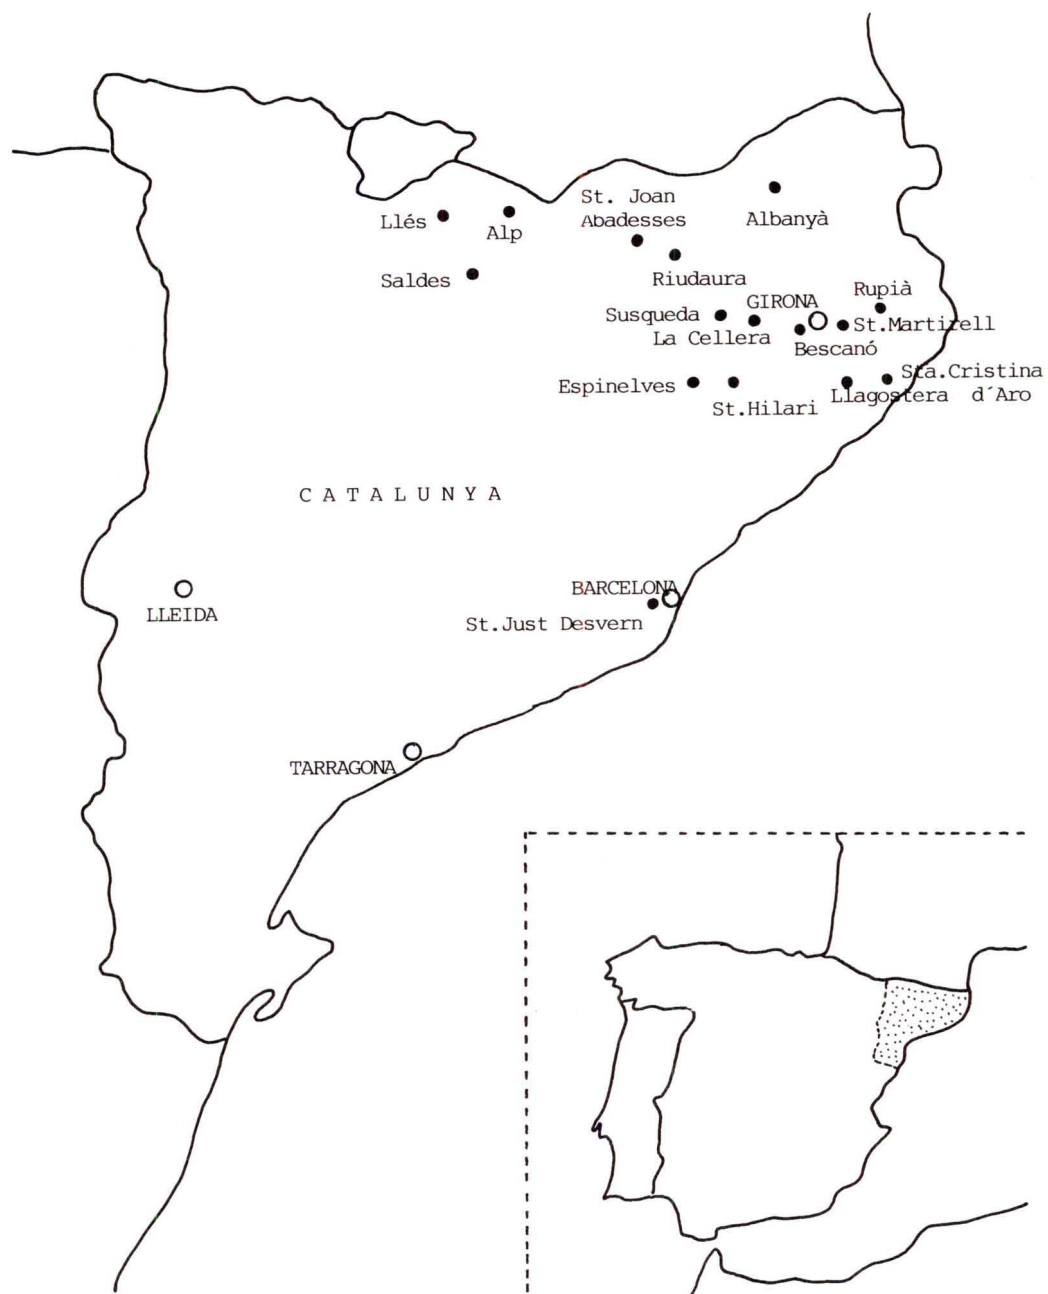 St. Joan
Abadesses
Albanyà
Llés
Alp
Riudaura
Saldes
Rupià
GIRONA
Susqueda
St.Martirell
La Cellera
Bescanó
Sta.Cristina
d´Aro
Espinelves
Llagostera
St.Hilari
CATALUNYA
BARCELONA
LLEIDA
St.Just Desvern
TARRAGONA